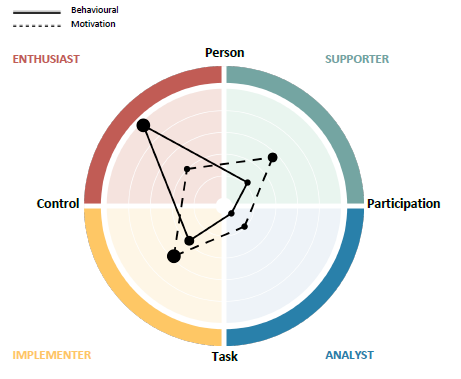 Behavioural
Motivation
Person
ENTHUSIAST
SUPPORTER
Control
Participation
IMPLEMENTER
Task
ANALYST